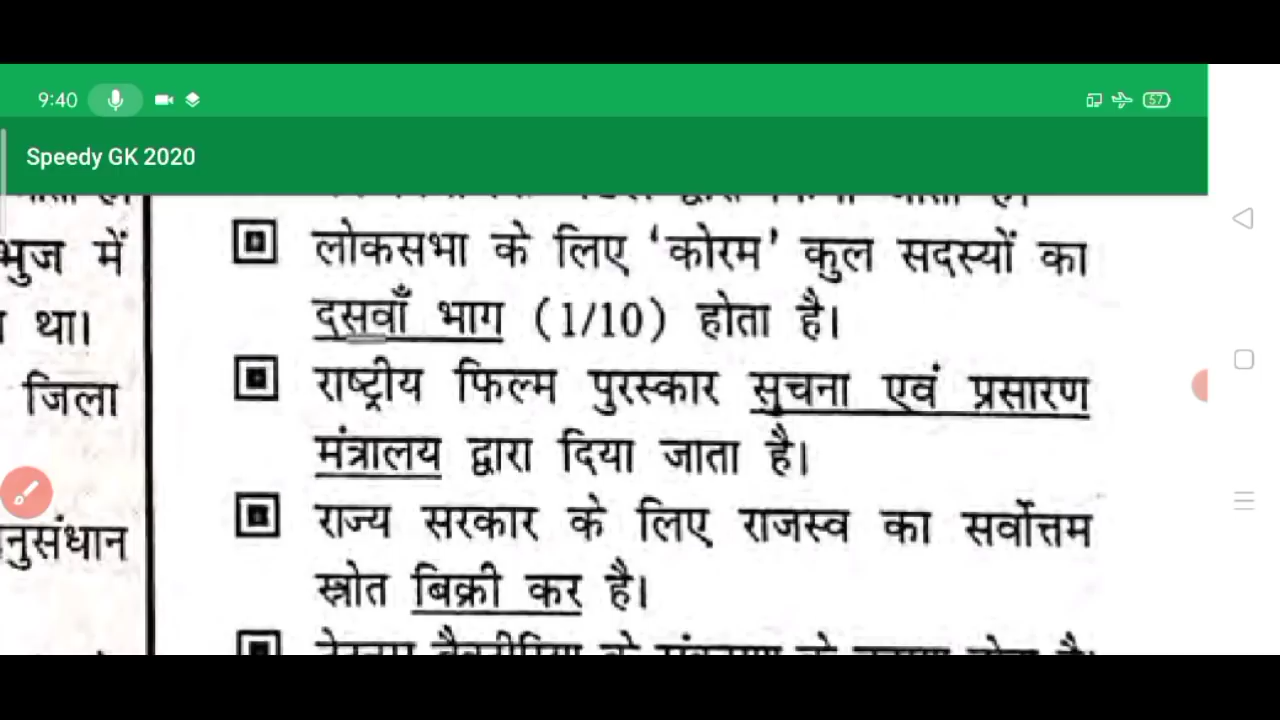 9:40
57
Speedy GK 2020
भुज में
था।
जिला
नुसंधान
लोकसभा के लिए ‘कोरम’ कुल सदस्यों का
दसवाँ भाग (1/10) होता है।
राष्ट्रीय फिल्म पुरस्कार सुचना एवं प्रसारण
मंत्रालय द्वारा दिया जाता है।
राज्य सरकार के लिए राजस्व का सर्वोत्तम
स्त्रोत बिक्री कर है।